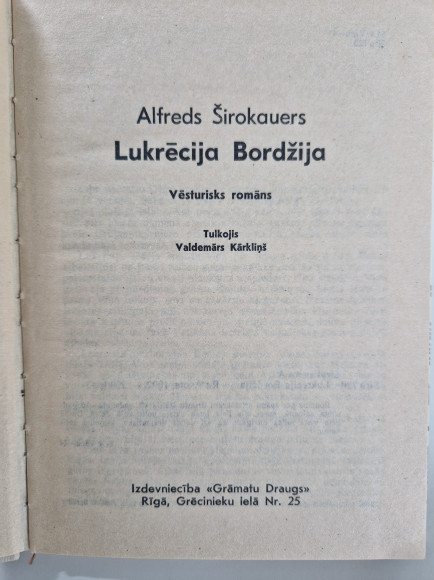 Alfreds Širokauers
Lukrēcija Bordžija
Vēsturisks romāns
Tulkojis
Valdemārs Kārkliņš
Izdevniecība «Grāmatu Draugs»
Rīgā, Grēcinieku ielā Nr. 25